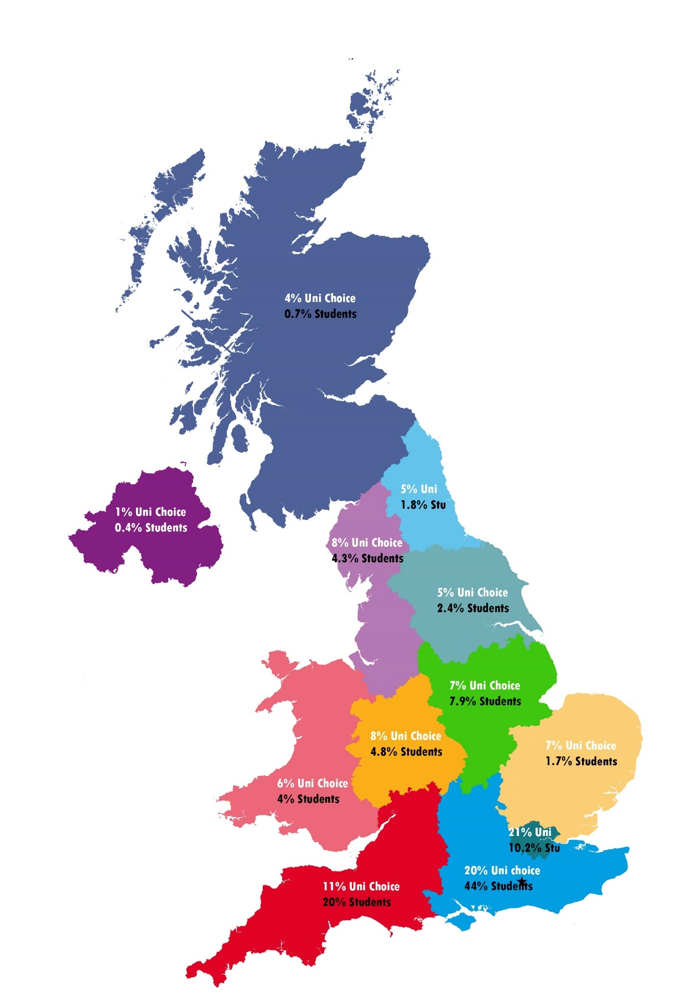 4% Uni Choice
0.7% Students
5% Uni
1.8% Stu
1% Uni Choice
0.4% Students
8% Uni Choice
4.3% Students
5% Uni Choice
2.4% Students
7% Uni Choice
7.9% Students
8% Uni Choice
4.8% Students
7% Uni Choice
1.7% Students
6% Uni Choice
4% Students
21% Uni
10.2% Stu
20% Uni choice
44% Students
11% Uni Choice
20% Students